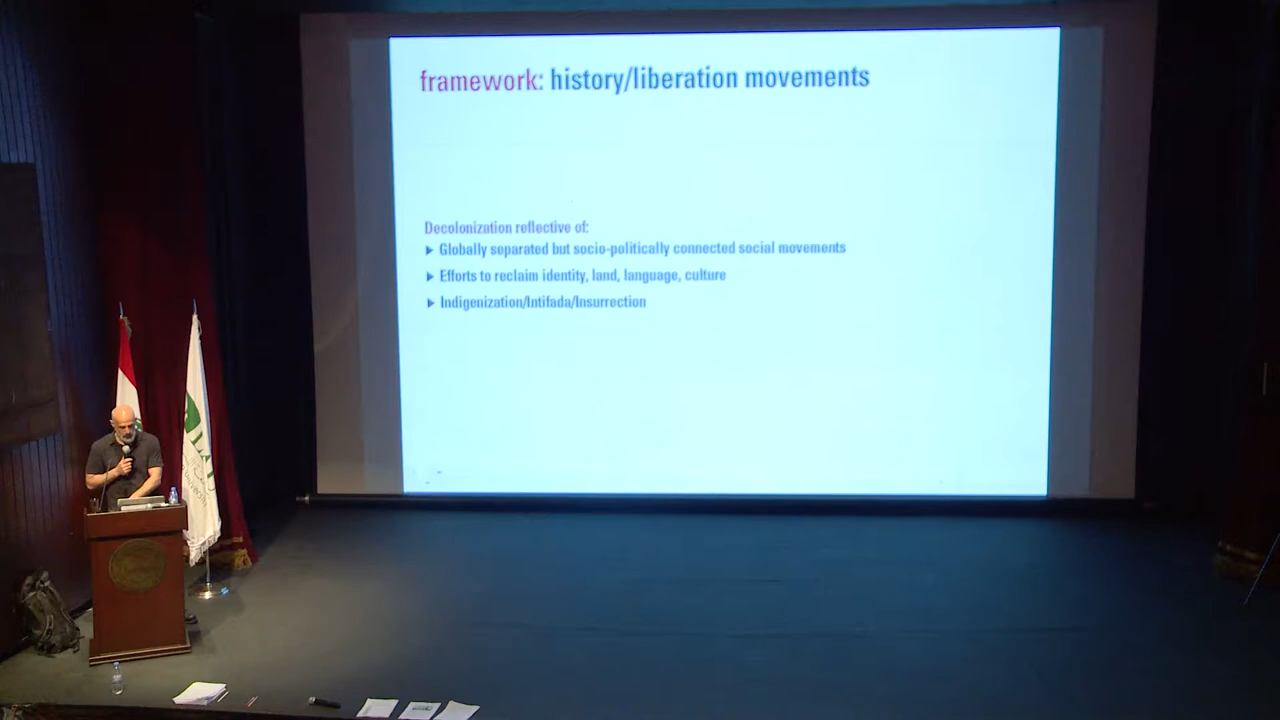 framework: history/liberation movements
Decolonization reflective of:
Globally separated but socio-politically connected social movements
Efforts to reclaim identity, land, language, culture
Indigenization/Intifada/Insurrection